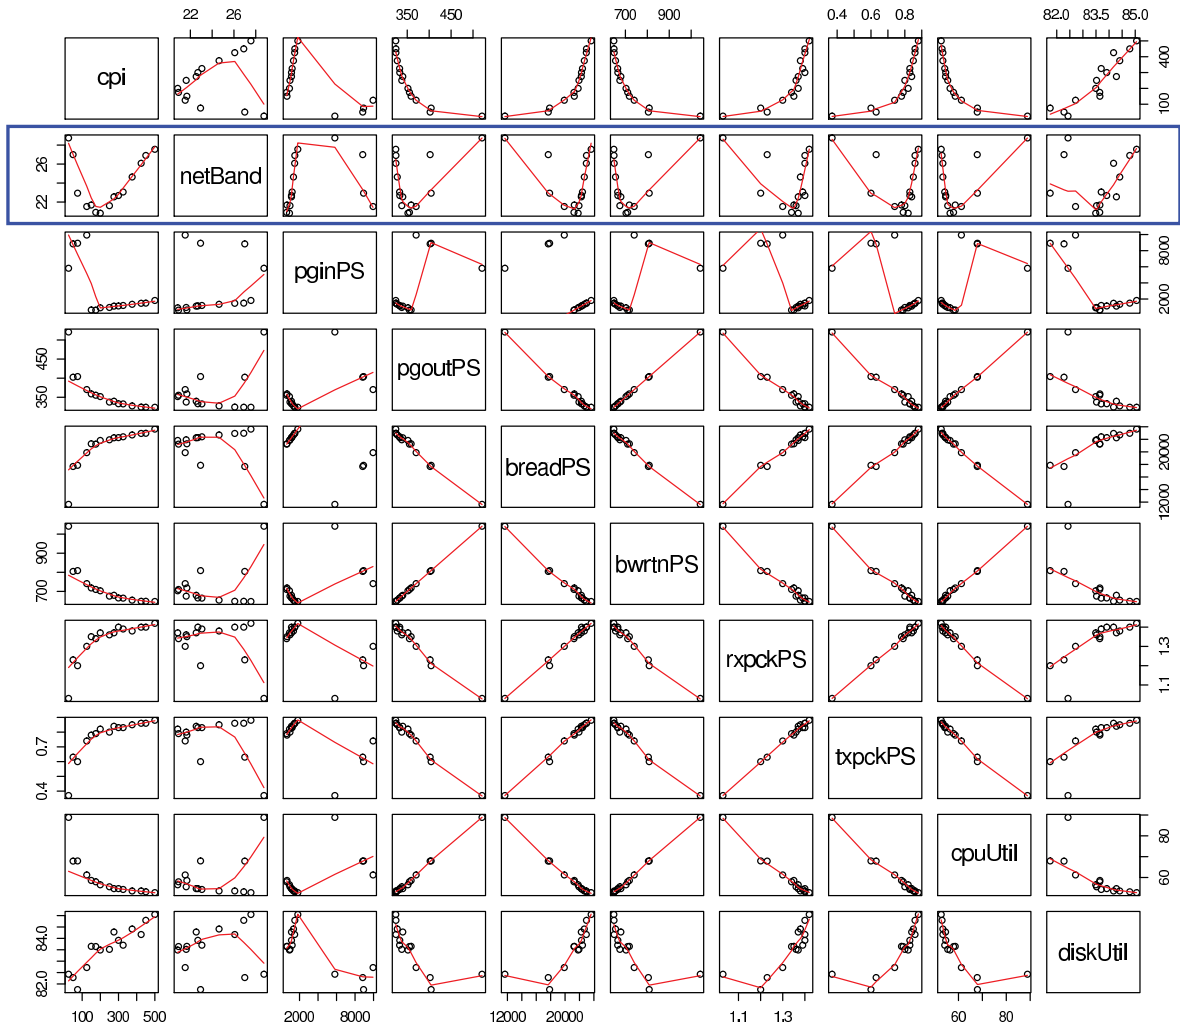 22 26
350 450
700 900
0.4 0.6 0.8
82.0 83.5 85.0
cpi
100 400
22 26
netBand
pginPS
2000 8000
350 450
pgoutPS
breadPS
12000 20000
700 900
bwrtnPS
rxpckPS
1.1 1.3
0.4 0.7
txpckPS
cpuUtil
60 80
82.0 84.0
diskUtil
100 300 500
2000 8000
12000 20000
1.1 1.3
60 80